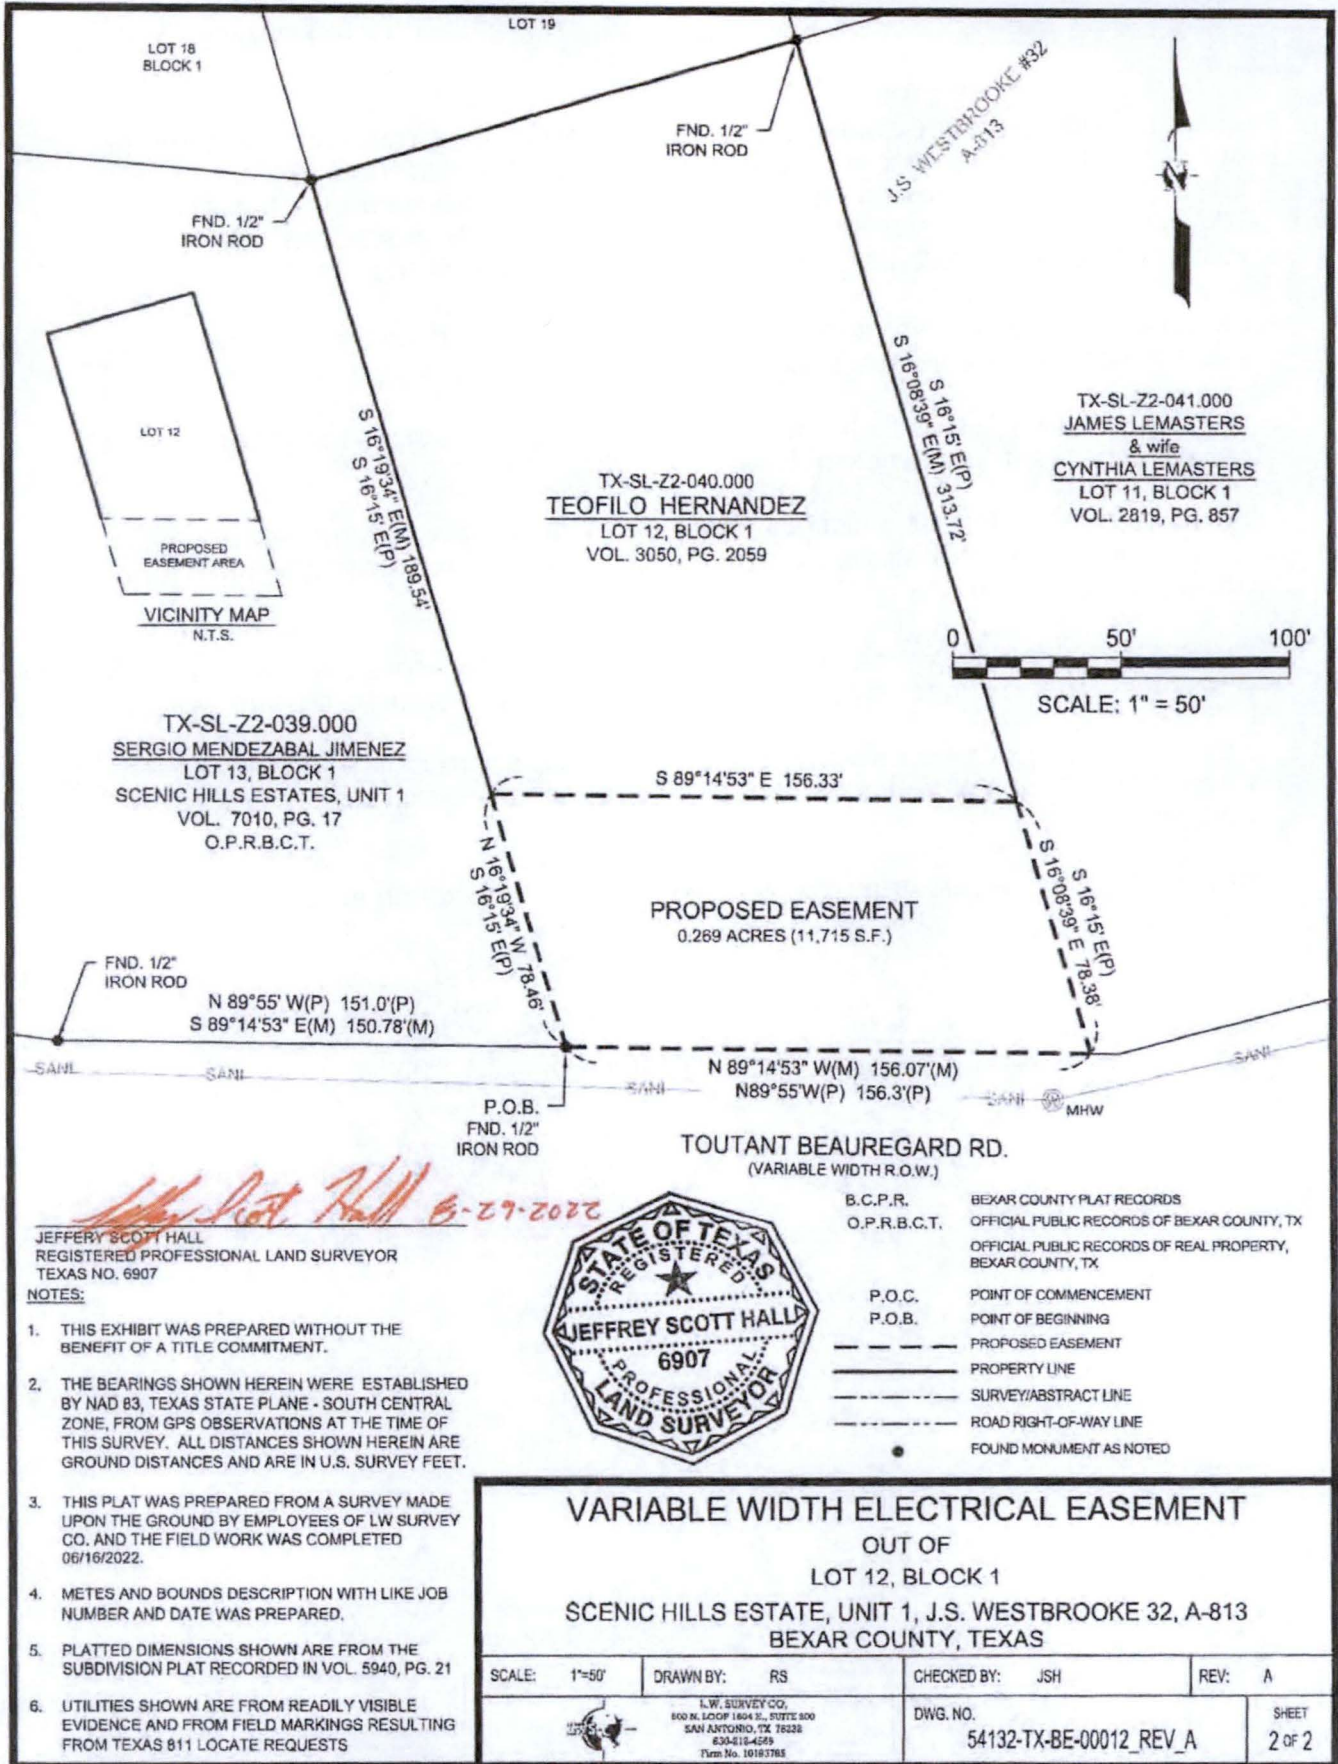 LOT 18
BLOCK 1
LOT 19
FND. 1/2"
IRON ROD
J.S. WESTBROOKE #32
A-813
N
FND. 1/2"
IRON ROD
LOT 12
PROPOSED
EASEMENT AREA
VICINITY MAP
N.T.S.
S 16°19'34" E(M) 189.54'
S 16°15' E(P)
TX-SL-Z2-040.000
TEOFILO HERNANDEZ
LOT 12, BLOCK 1
VOL. 3050, PG. 2059
S 16°15' E(P)
S 16°08'39" E(M) 313.72'
TX-SL-Z2-041.000
JAMES LEMASTERS
& wife
CYNTHIA LEMASTERS
LOT 11, BLOCK 1
VOL. 2819, PG. 857
0 50' 100'
SCALE: 1" = 50'
TX-SL-Z2-039.000
SERGIO MENDEZABAL JIMENEZ
LOT 13, BLOCK 1
SCENIC HILLS ESTATES, UNIT 1
VOL. 7010, PG. 17
O.P.R.B.C.T.
S 89°14'53" E 156.33'
N 16°19'34" W 78.46'
S 16°15' E(P)
PROPOSED EASEMENT
0.269 ACRES (11,715 S.F.)
S 16°15' E(P)
S 16°08'39" E 78.38'
FND. 1/2"
IRON ROD
N 89°55' W(P) 151.0'(P)
S 89°14'53" E(M) 150.78'(M)
SANI SANI SANI SANI SANI
MHW
N 89°14'53" W(M) 156.07'(M)
N89°55'W(P) 156.3'(P)
P.O.B.
FND. 1/2"
IRON ROD
TOUTANT BEAUREGARD RD.
(VARIABLE WIDTH R.O.W.)
Jeffery Scott Hall 8-29-2022
JEFFERY SCOTT HALL
REGISTERED PROFESSIONAL LAND SURVEYOR
TEXAS NO. 6907
STATE OF TEXAS
REGISTERED
JEFFREY SCOTT HALL
6907
PROFESSIONAL
LAND SURVEYOR
B.C.P.R. BEXAR COUNTY PLAT RECORDS
O.P.R.B.C.T. OFFICIAL PUBLIC RECORDS OF BEXAR COUNTY, TX
OFFICIAL PUBLIC RECORDS OF REAL PROPERTY,
BEXAR COUNTY, TX
P.O.C. POINT OF COMMENCEMENT
P.O.B. POINT OF BEGINNING
PROPOSED EASEMENT
PROPERTY LINE
SURVEY/ABSTRACT LINE
ROAD RIGHT-OF-WAY LINE
FOUND MONUMENT AS NOTED
NOTES:
1. THIS EXHIBIT WAS PREPARED WITHOUT THE
BENEFIT OF A TITLE COMMITMENT.
2. THE BEARINGS SHOWN HEREIN WERE ESTABLISHED
BY NAD 83, TEXAS STATE PLANE - SOUTH CENTRAL
ZONE, FROM GPS OBSERVATIONS AT THE TIME OF
THIS SURVEY. ALL DISTANCES SHOWN HEREIN ARE
GROUND DISTANCES AND ARE IN U.S. SURVEY FEET.
3. THIS PLAT WAS PREPARED FROM A SURVEY MADE
UPON THE GROUND BY EMPLOYEES OF LW SURVEY
CO. AND THE FIELD WORK WAS COMPLETED
06/16/2022.
4. METES AND BOUNDS DESCRIPTION WITH LIKE JOB
NUMBER AND DATE WAS PREPARED.
5. PLATTED DIMENSIONS SHOWN ARE FROM THE
SUBDIVISION PLAT RECORDED IN VOL. 5940, PG. 21
6. UTILITIES SHOWN ARE FROM READILY VISIBLE
EVIDENCE AND FROM FIELD MARKINGS RESULTING
FROM TEXAS 811 LOCATE REQUESTS
VARIABLE WIDTH ELECTRICAL EASEMENT
OUT OF
LOT 12, BLOCK 1
SCENIC HILLS ESTATE, UNIT 1, J.S. WESTBROOKE 32, A-813
BEXAR COUNTY, TEXAS
SCALE: 1"=50' DRAWN BY: RS CHECKED BY: JSH REV: A
L.W. SURVEY CO.
SAN ANTONIO, TX
DWG. NO.
54132-TX-BE-00012_REV_A
SHEET
2 OF 2